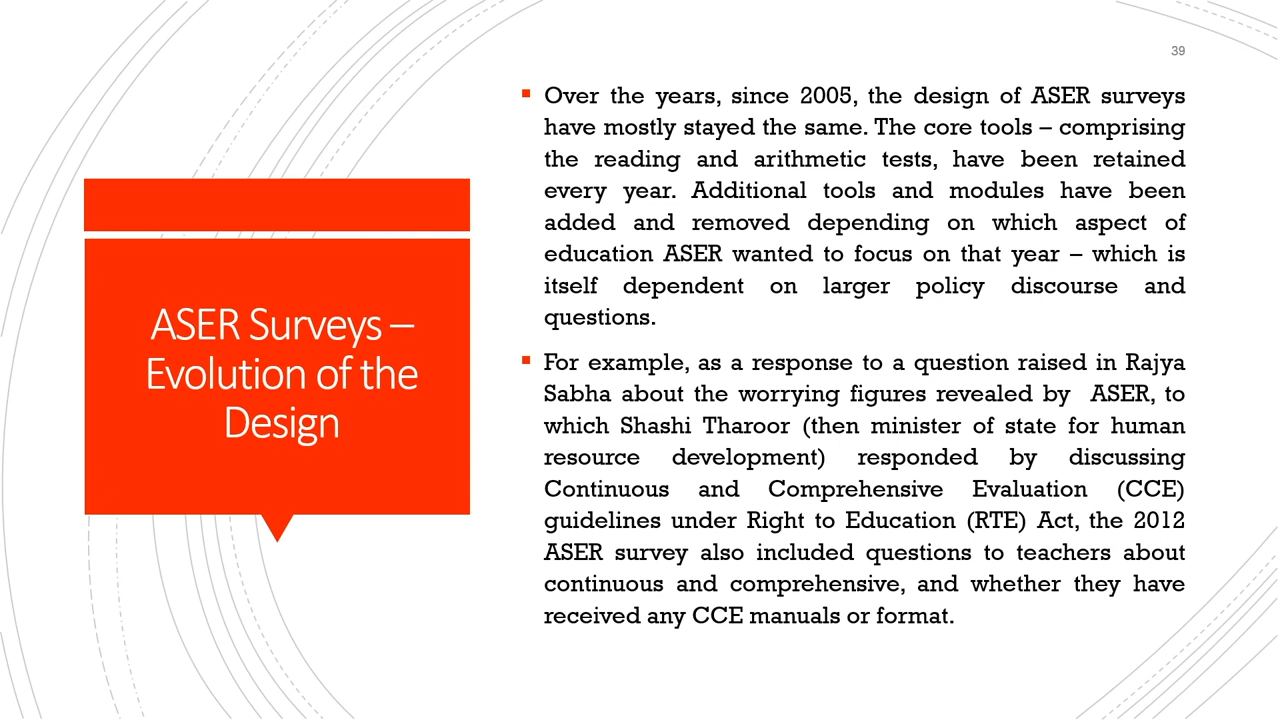 39
ASER Surveys –
Evolution of the
Design
Over the years, since 2005, the design of ASER surveys
have mostly stayed the same. The core tools – comprising
the reading and arithmetic tests, have been retained
every year. Additional tools and modules have been
added and removed depending on which aspect of
education ASER wanted to focus on that year – which is
itself dependent on larger policy discourse and
questions.
For example, as a response to a question raised in Rajya
Sabha about the worrying figures revealed by ASER, to
which Shashi Tharoor (then minister of state for human
resource development) responded by discussing
Continuous and Comprehensive Evaluation (CCE)
guidelines under Right to Education (RTE) Act, the 2012
ASER survey also included questions to teachers about
continuous and comprehensive, and whether they have
received any CCE manuals or format.